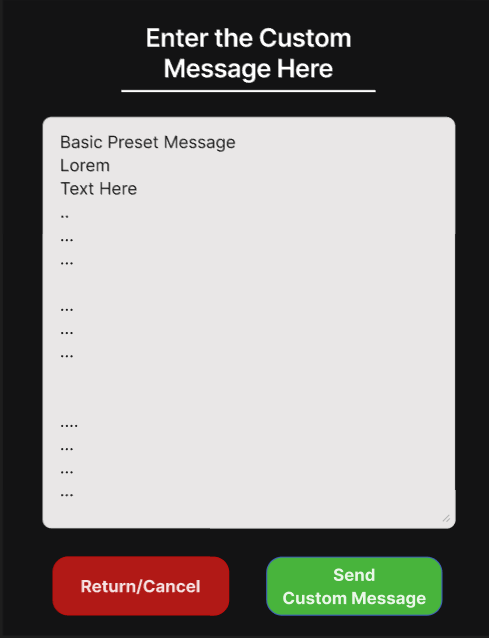 Enter the Custom
Message Here
Basic Preset Message
Lorem
Text Here
..
...
...
...
...
...
....
...
...
...
Return/Cancel
Send
Custom Message